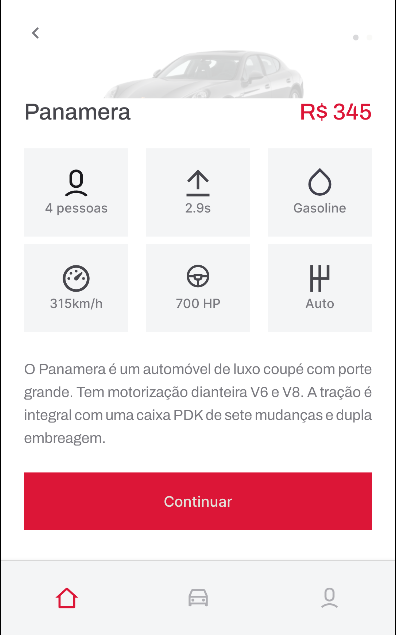 Panamera
R$ 345
4 pessoas
2.9s
Gasoline
315km/h
700 HP
Auto
O Panamera é um automóvel de luxo coupé com porte
grande. Tem motorização dianteira V6 e V8. A tração é
integral com uma caixa PDK de sete mudanças e dupla
embreagem.
Continuar